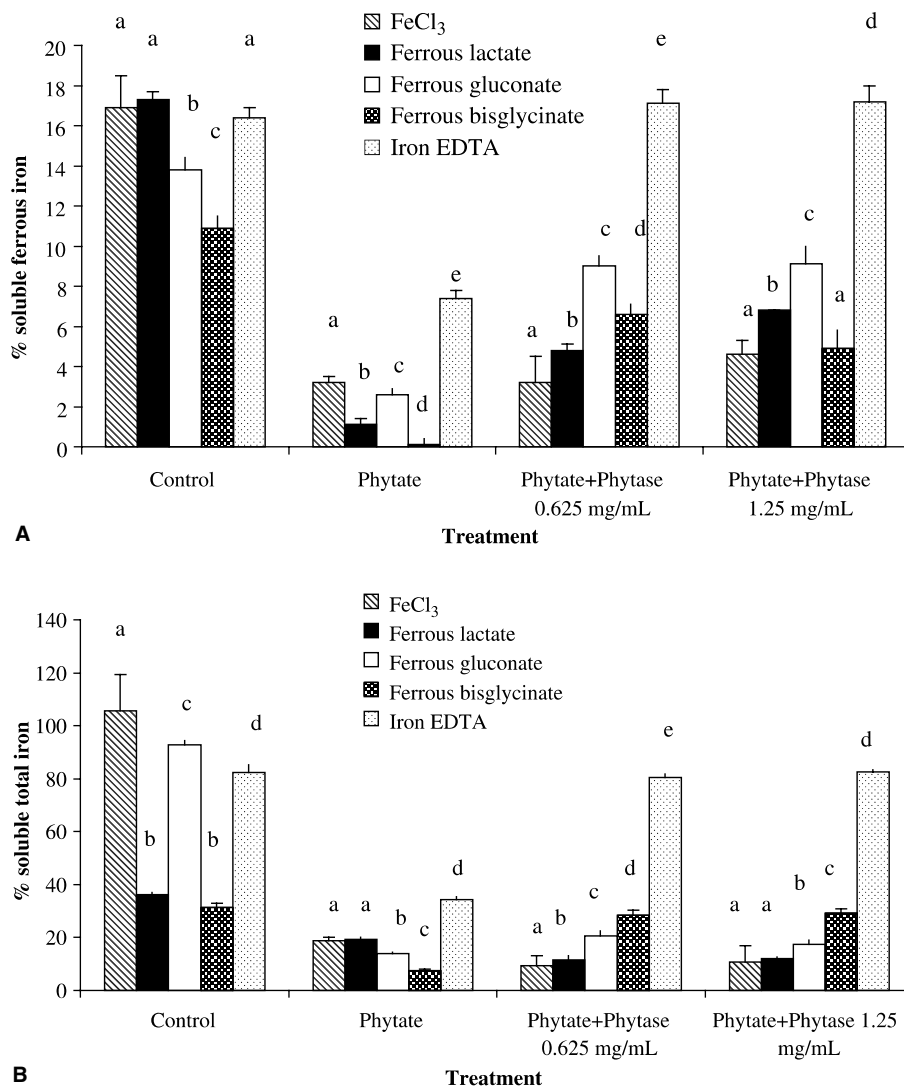 FeCl3
Ferrous lactate
Ferrous gluconate
Ferrous bisglycinate
Iron EDTA
a a b c a
a b c d e
a b c d e
a b c a d
% soluble ferrous iron
20
18
16
14
12
10
8
6
4
2
0
Control Phytate Phytate+Phytase 0.625 mg/mL Phytate+Phytase 1.25 mg/mL
A
Treatment
FeCl3
Ferrous lactate
Ferrous gluconate
Ferrous bisglycinate
Iron EDTA
a b c b d
a a b c d
a b c d e
a a b c d
% soluble total iron
140
120
100
80
60
40
20
0
Control Phytate Phytate+Phytase 0.625 mg/mL Phytate+Phytase 1.25 mg/mL
B
Treatment